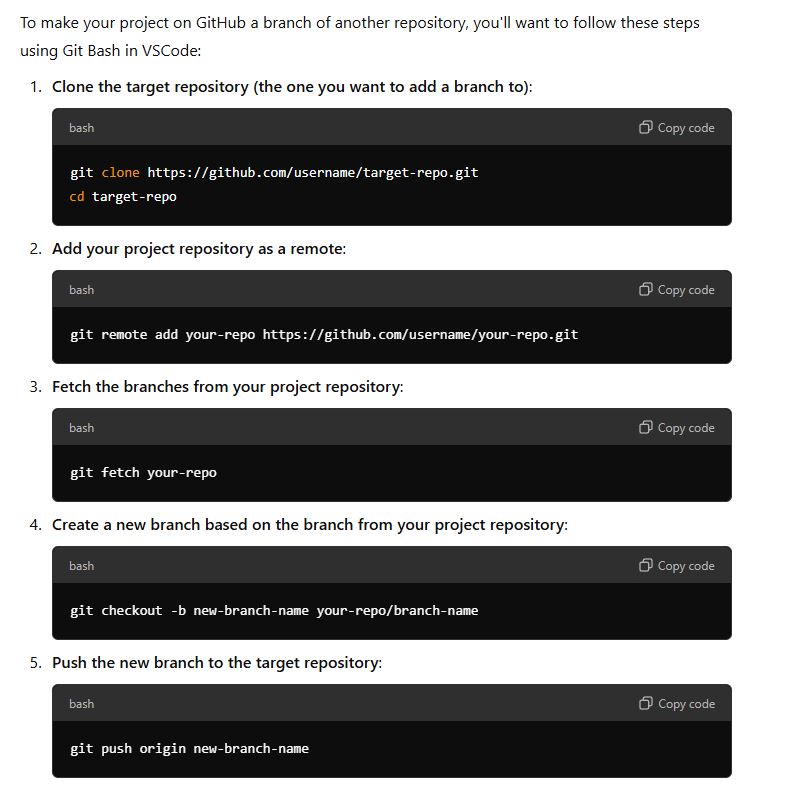 To make your project on GitHub a branch of another repository, you'll want to follow these steps
using Git Bash in VSCode:
1. Clone the target repository (the one you want to add a branch to):
bash Copy code
git clone https://github.com/username/target-repo.git
cd target-repo
2. Add your project repository as a remote:
bash Copy code
git remote add your-repo https://github.com/username/your-repo.git
3. Fetch the branches from your project repository:
bash Copy code
git fetch your-repo
4. Create a new branch based on the branch from your project repository:
bash Copy code
git checkout -b new-branch-name your-repo/branch-name
5. Push the new branch to the target repository:
bash Copy code
git push origin new-branch-name